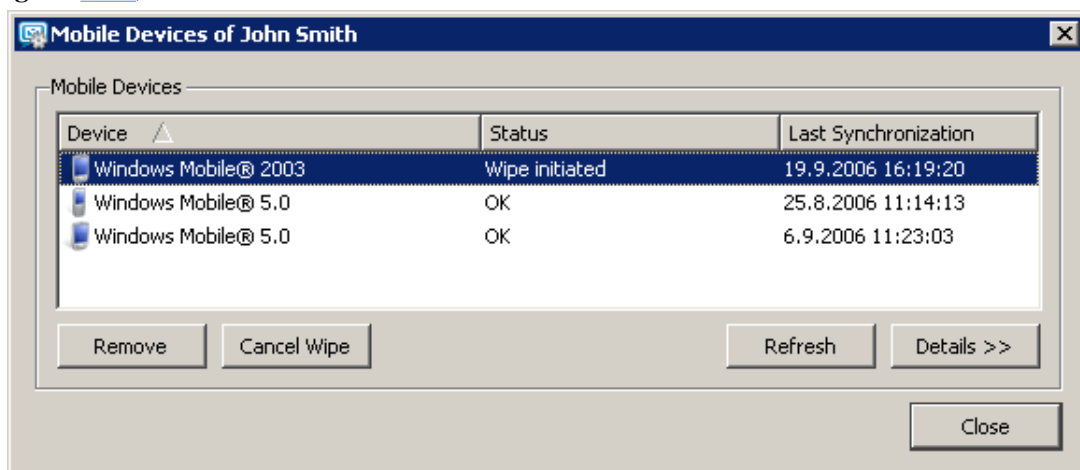 Mobile Devices of John Smith
Mobile Devices
Device Status Last Synchronization
Windows Mobile® 2003 Wipe initiated 19.9.2006 16:19:20
Windows Mobile® 5.0 OK 25.8.2006 11:14:13
Windows Mobile® 5.0 OK 6.9.2006 11:23:03
Remove Cancel Wipe Refresh Details >>
Close